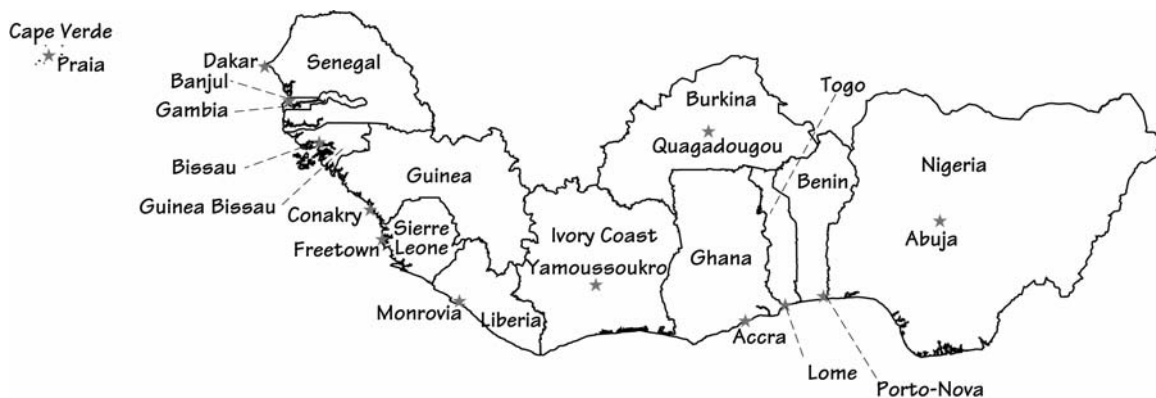 Cape Verde
Praia
Dakar
Senegal
Banjul
Gambia
Bissau
Guinea Bissau
Guinea
Conakry
Sierre
Leone
Freetown
Monrovia
Liberia
Ivory Coast
Yamoussoukro
Burkina
Quagadougou
Ghana
Accra
Togo
Lome
Benin
Porto-Nova
Nigeria
Abuja